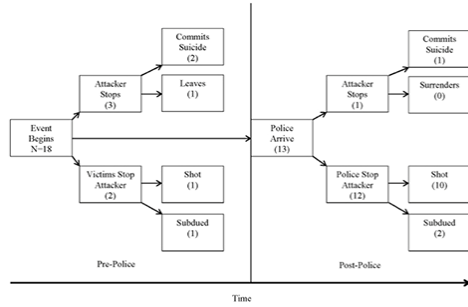 Commits
Suicide
(2)
Attacker
Stops
(3)
Leaves
(1)
Event
Begins
N=18
Victims Stop
Attacker
(2)
Shot
(1)
Subdued
(1)
Pre-Police
Commits
Suicide
(1)
Attacker
Stops
(1)
Surrenders
(0)
Police
Arrive
(13)
Police Stop
Attacker
(12)
Shot
(10)
Subdued
(2)
Post-Police
Time